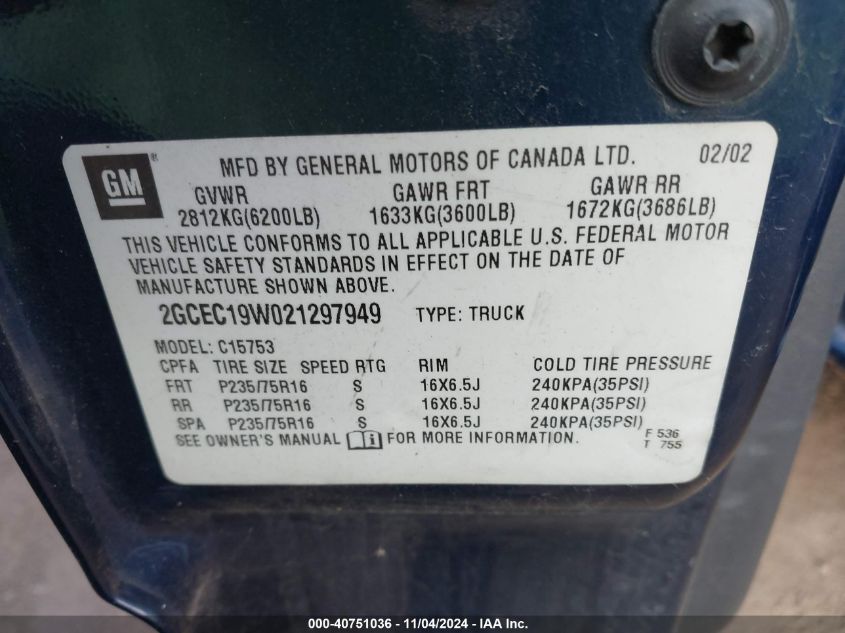 GM®
MFD BY GENERAL MOTORS OF CANADA LTD. 02/02
GVWR GAWR FRT GAWR RR
2812KG(6200LB) 1633KG(3600LB) 1672KG(3686LB)
THIS VEHICLE CONFORMS TO ALL APPLICABLE U.S. FEDERAL MOTOR
VEHICLE SAFETY STANDARDS IN EFFECT ON THE DATE OF
MANUFACTURE SHOWN ABOVE.
2GCEC19W021297949 TYPE: TRUCK
MODEL: C15753
CPFA TIRE SIZE SPEED RTG RIM COLD TIRE PRESSURE
FRT P235/75R16 S 16X6.5J 240KPA(35PSI)
RR P235/75R16 S 16X6.5J 240KPA(35PSI)
SPA P235/75R16 S 16X6.5J 240KPA(35PSI)
SEE OWNER'S MANUAL i FOR MORE INFORMATION.
F 536
T 755
000-40751036 - 11/04/2024 - IAA Inc.